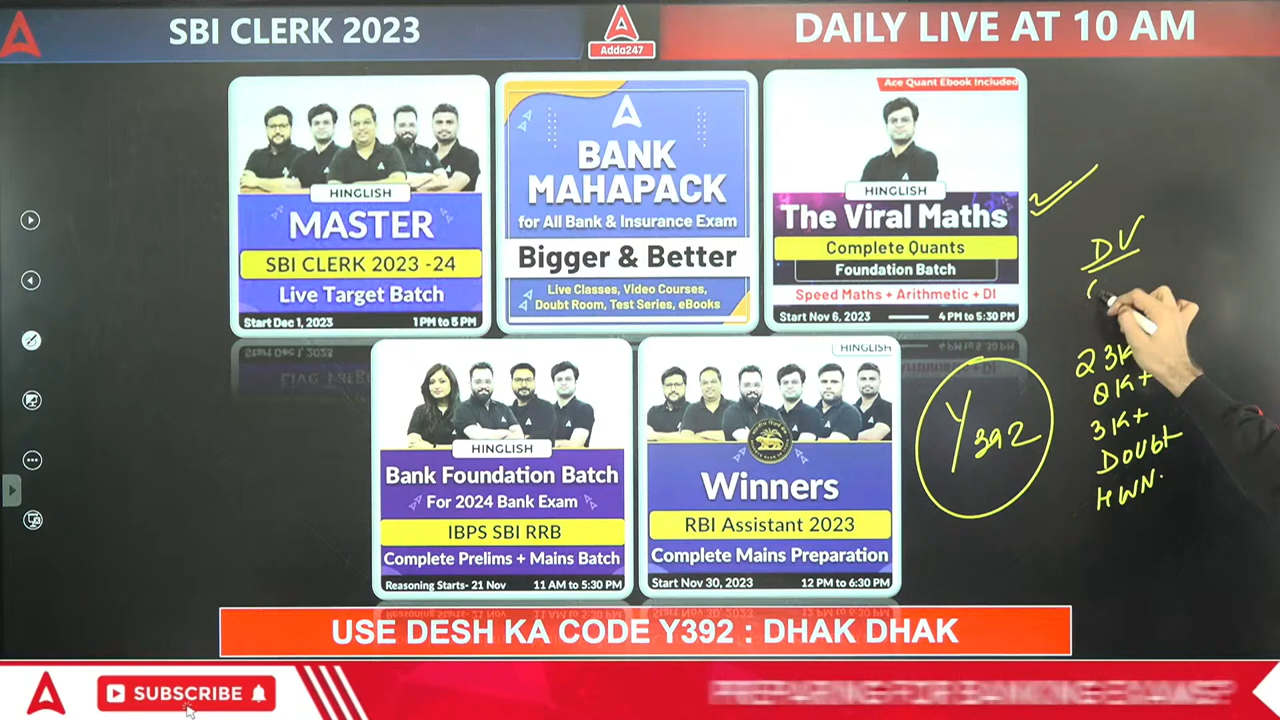 SBI CLERK 2023
Adda247
DAILY LIVE AT 10 AM
HINGLISH
MASTER
SBI CLERK 2023 -24
Live Target Batch
Start Dec 1, 2023
1 PM to 5 PM
BANK
MAHAPACK
for All Bank & Insurance Exam
Bigger & Better
Live Classes, Video Courses,
Doubt Room, Test Series, eBooks
Ace Quant Ebook Included
HINGLISH
The Viral Maths
Complete Quants
Foundation Batch
Speed Maths + Arithmetic + DI
Start Nov 6, 2023
4 PM to 5:30 PM
HINGLISH
Bank Foundation Batch
For 2024 Bank Exam
IBPS SBI RRB
Complete Prelims + Mains Batch
Reasoning Starts- 21 Nov
11 AM to 5:30 PM
HINGLISH
Winners
RBI Assistant 2023
Complete Mains Preparation
Start Nov 30, 2023
12 PM to 6:30 PM
Y392
DV
23K
3K+
Doubt
HWN.
USE DESH KA CODE Y392 : DHAK DHAK
SUBSCRIBE
PREPARING FOR BANKING EXAMS?